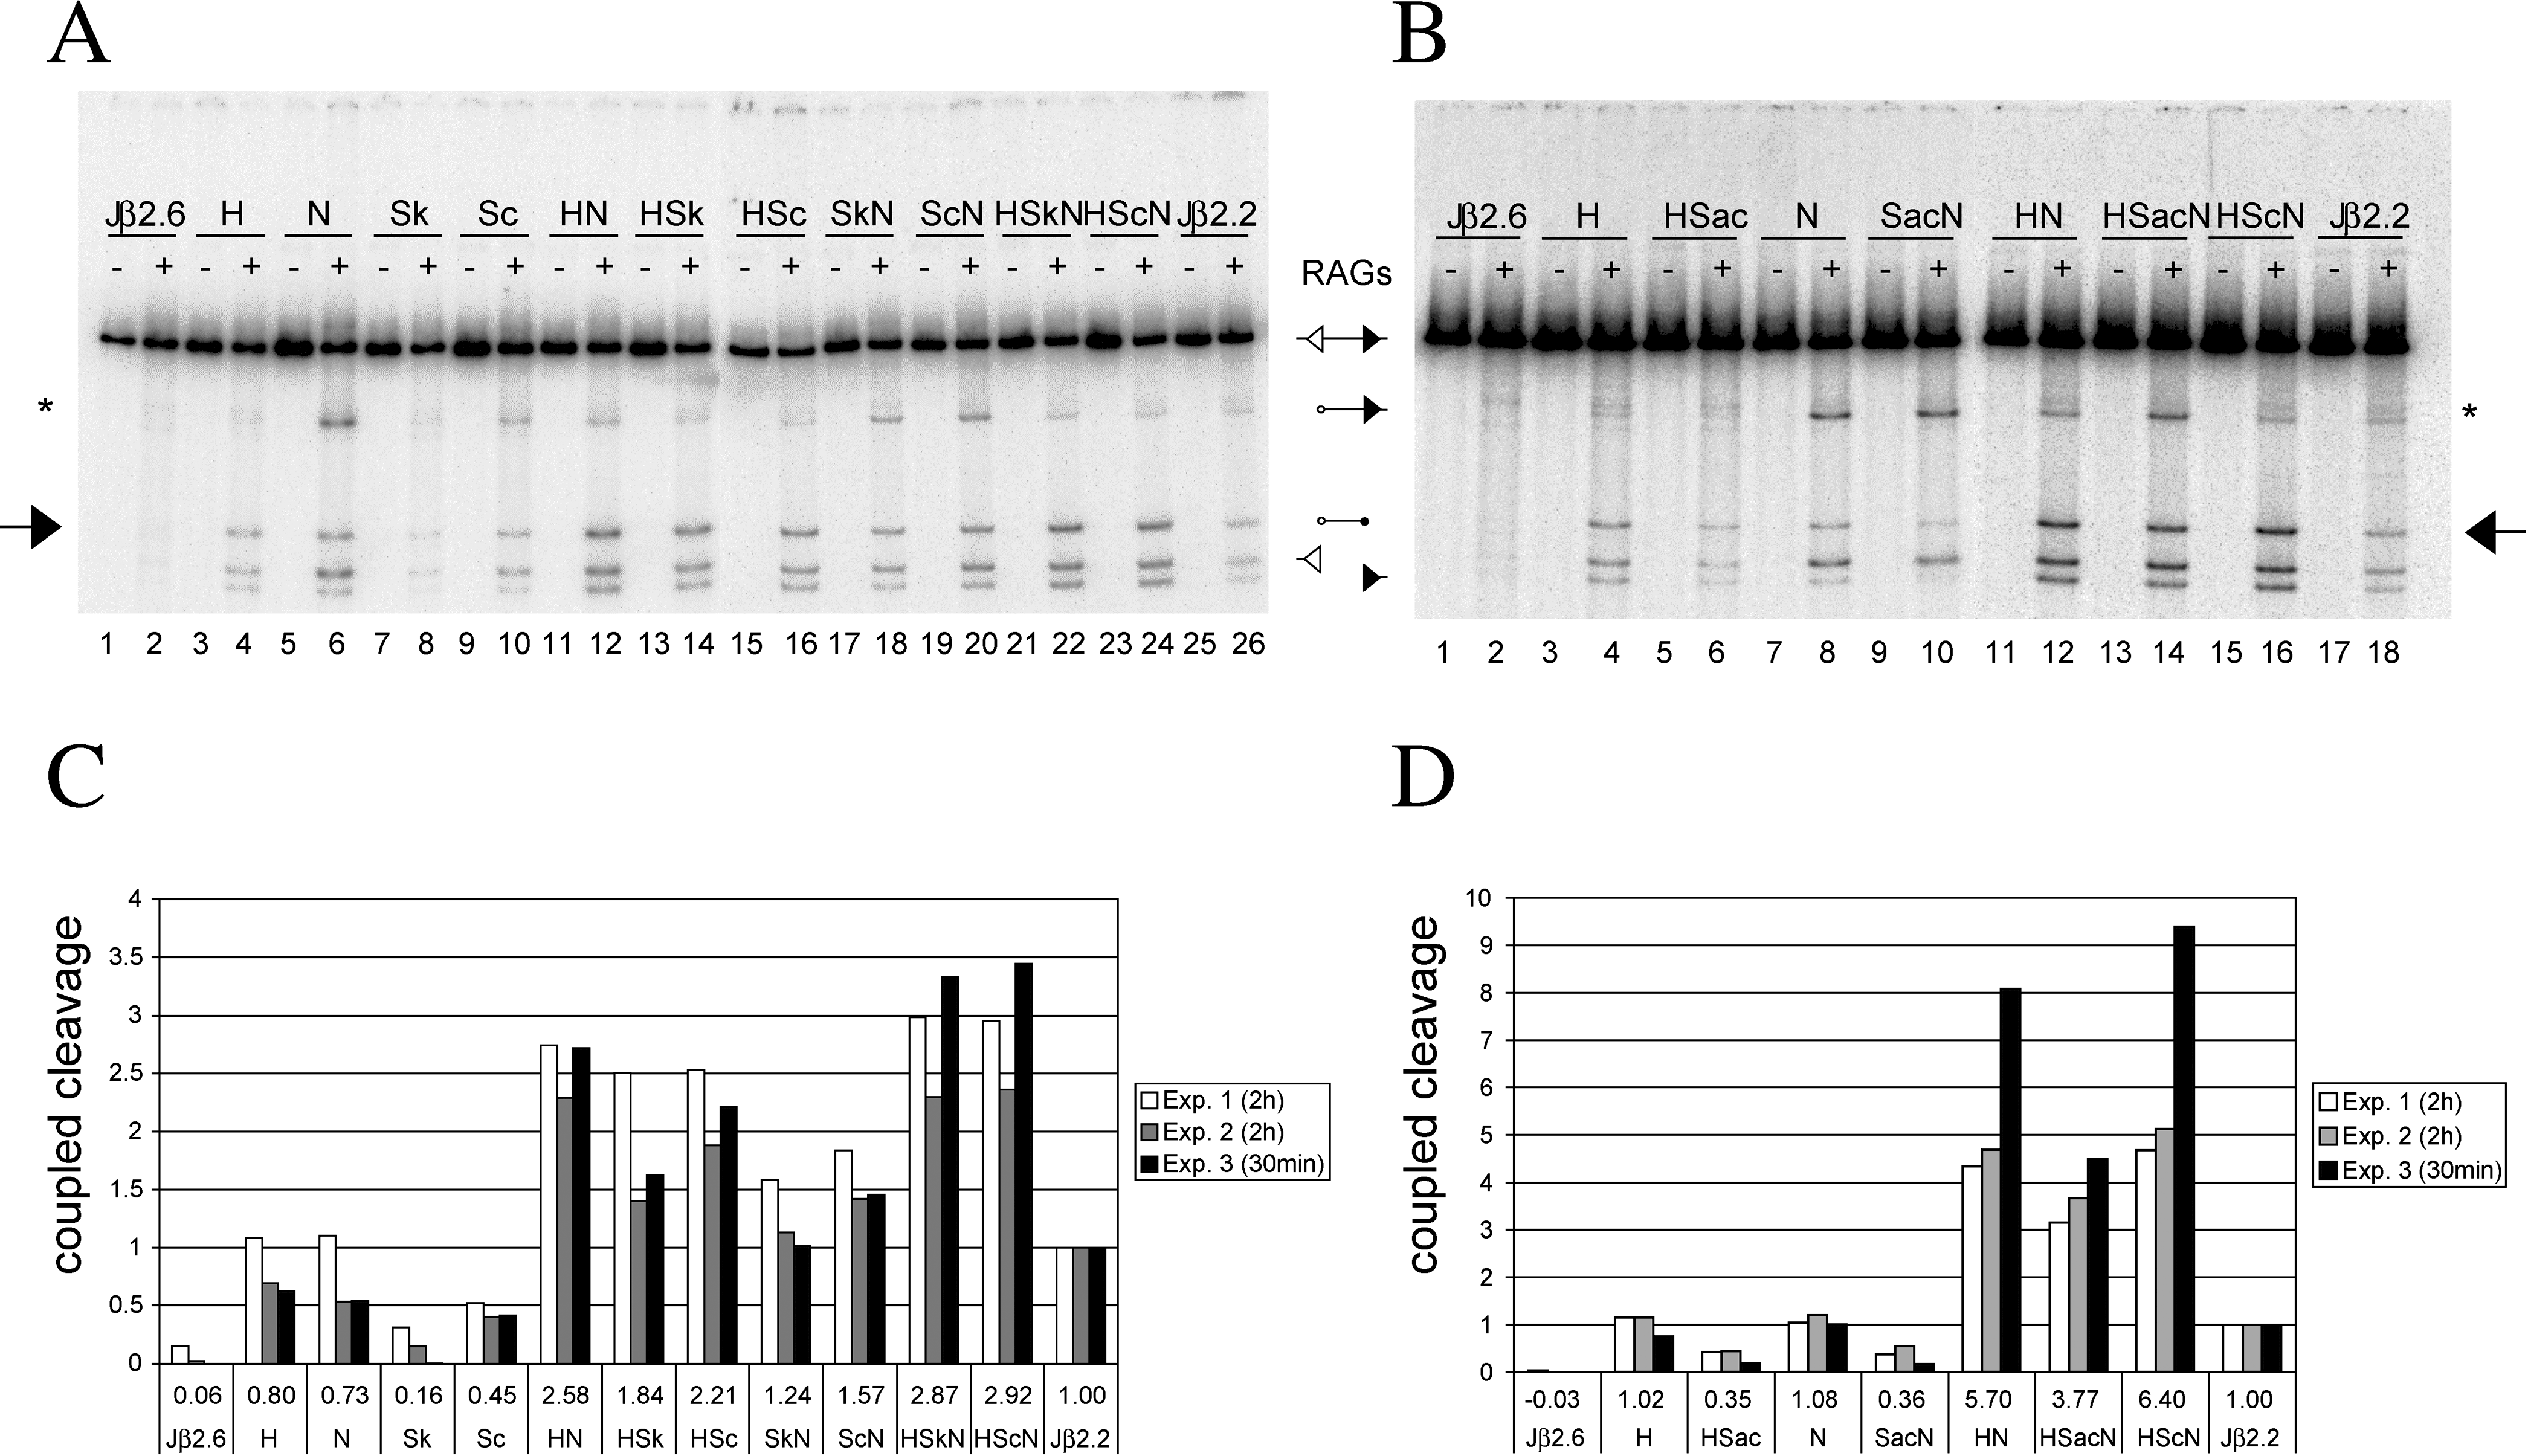 A
B
Jβ2.6 H N Sk Sc HN HSk HSc SkN ScN HSkN HScN Jβ2.2
- + - + - + - + - + - + - + - + - + - + - + - + - +
*
1 2 3 4 5 6 7 8 9 10 11 12 13 14 15 16 17 18 19 20 21 22 23 24 25 26
RAGs
Jβ2.6 H HSac N SacN HN HSacN HScN Jβ2.2
- + - + - + - + - + - + - + - + - +
*
1 2 3 4 5 6 7 8 9 10 11 12 13 14 15 16 17 18
C
coupled cleavage
4
3.5
3
2.5
2
1.5
1
0.5
0
0.06 0.80 0.73 0.16 0.45 2.58 1.84 2.21 1.24 1.57 2.87 2.92 1.00
Jβ2.6 H N Sk Sc HN HSk HSc SkN ScN HSkN HScN Jβ2.2
Exp. 1 (2h)
Exp. 2 (2h)
Exp. 3 (30min)
D
coupled cleavage
10
9
8
7
6
5
4
3
2
1
0
-0.03 1.02 0.35 1.08 0.36 5.70 3.77 6.40 1.00
Jβ2.6 H HSac N SacN HN HSacN HScN Jβ2.2
Exp. 1 (2h)
Exp. 2 (2h)
Exp. 3 (30min)